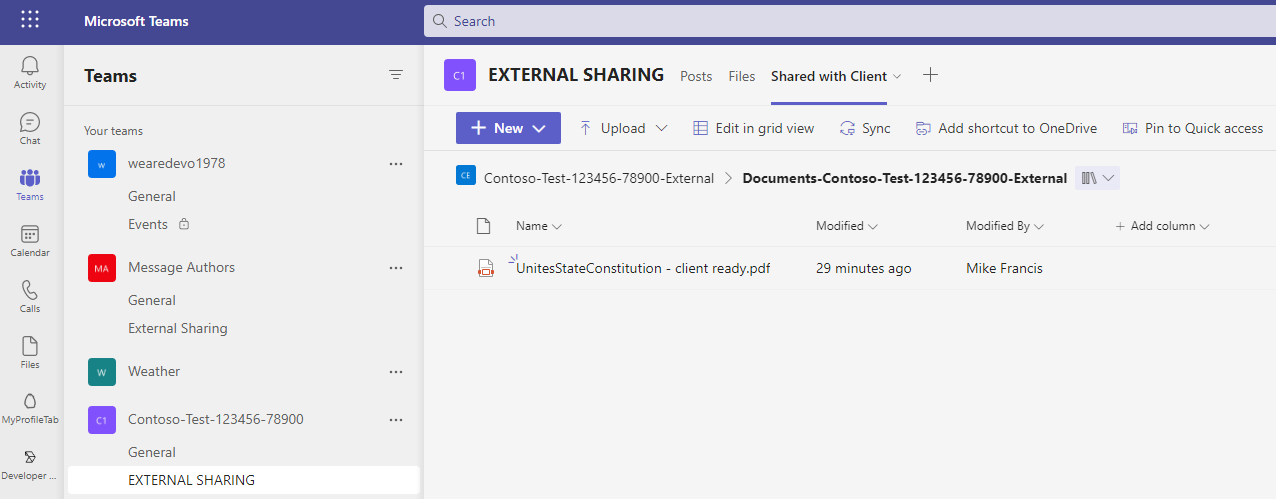 Microsoft Teams
Search
Activity
Chat
Teams
Calendar
Calls
Files
MyProfileTab
Developer ...
Teams
Your teams
w wearedevo1978
General
Events
MA Message Authors
General
External Sharing
W Weather
C1 Contoso-Test-123456-78900
General
EXTERNAL SHARING
C1 EXTERNAL SHARING Posts Files Shared with Client
New Upload Edit in grid view Sync Add shortcut to OneDrive Pin to Quick access
CE Contoso-Test-123456-78900-External > Documents-Contoso-Test-123456-78900-External
Name Modified Modified By + Add column
UnitesStateConstitution - client ready.pdf 29 minutes ago Mike Francis